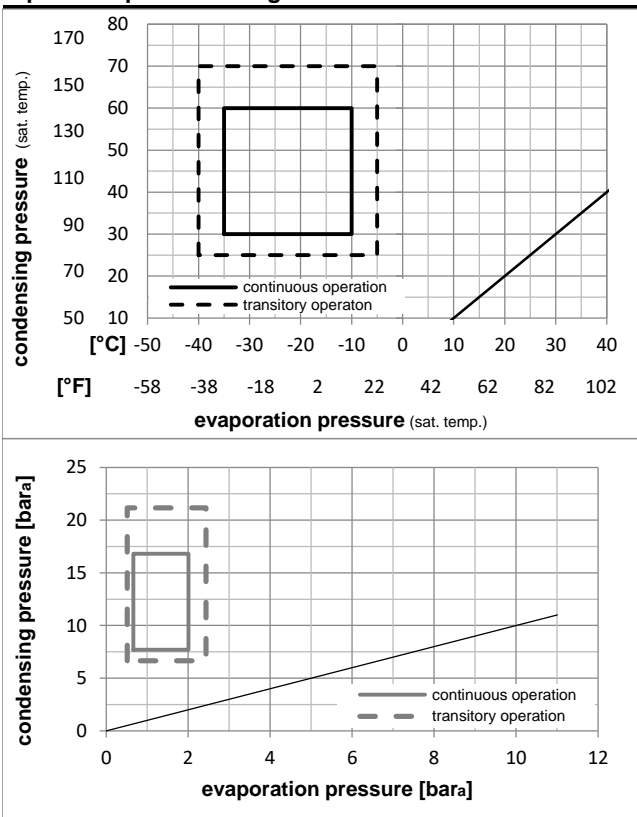 170 80
70
150
60
130
50
110
40
90
30
70
20
50 10
condensing pressure (sat. temp.)
continuous operation
transitory operaton
[°C] -50 -40 -30 -20 -10 0 10 20 30 40
[°F] -58 -38 -18 2 22 42 62 82 102
evaporation pressure (sat. temp.)
25
20
15
10
5
0
condensing pressure [bara]
continuous operation
transitory operation
0 2 4 6 8 10 12
evaporation pressure [bara]